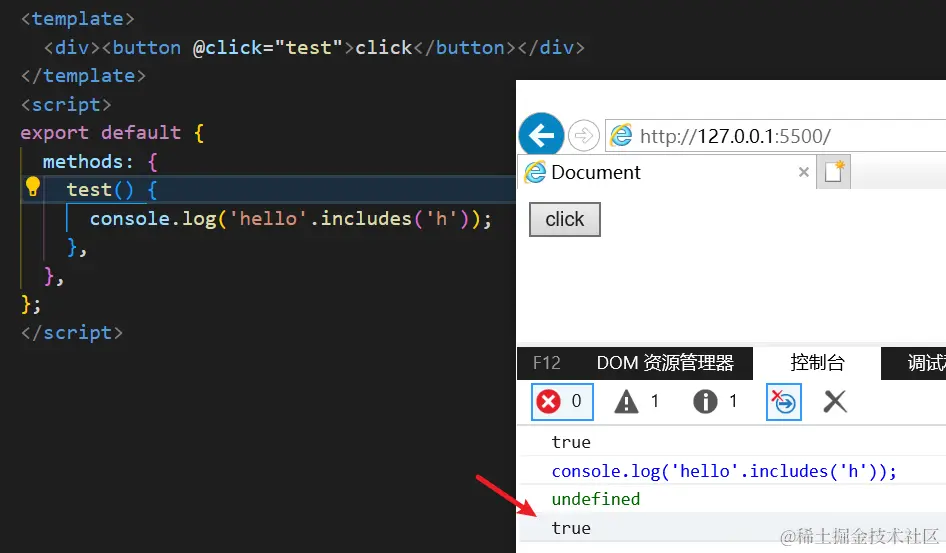 <template>
  <div><button @click="test">click</button></div>
</template>
<script>
export default {
  methods: {
    test() {
      console.log('hello'.includes('h'));
    },
  },
};
</script>
http://127.0.0.1:5500/
Document
click
F12 DOM 资源管理器 控制台
0 1 1
true
console.log('hello'.includes('h'));
undefined
true
@稀土掘金技术社区